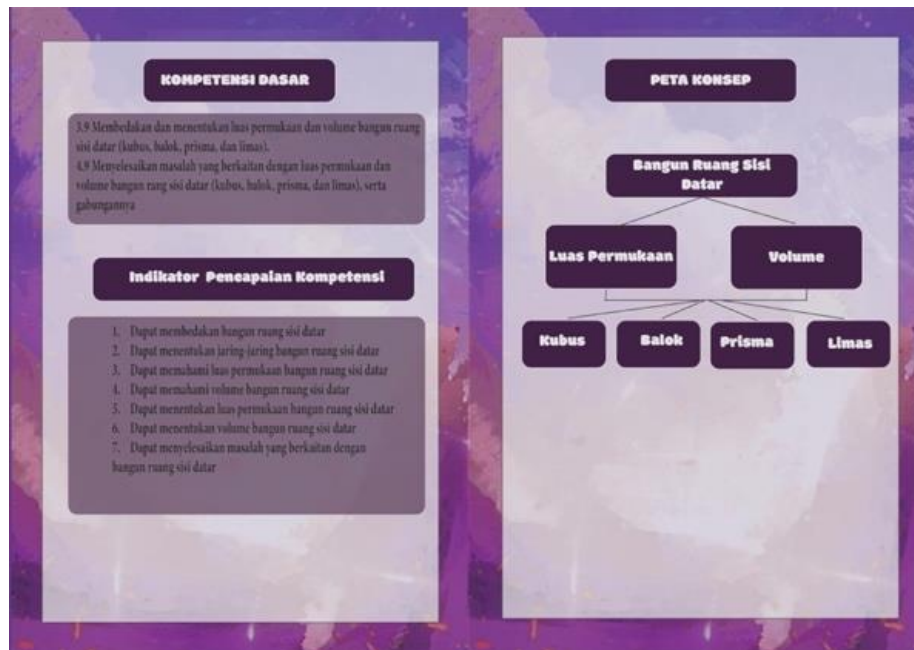 KOMPETENSI DASAR
3.9 Membedakan dan menentukan luas permukaan dan volume bangun ruang
sisi datar (kubus, balok, prisma, dan limas).
4.9 Menyelesaikan masalah yang berkaitan dengan luas permukaan dan
volume bangun rang sisi datar (kubus, balok, prisma, dan limas), serta
gabungannya
Indikator Pencapaian Kompetensi
1. Dapat membedakan bangun ruang sisi datar
2. Dapat menentukan jaring-jaring bangun ruang sisi datar
3. Dapat memahami luas permukaan bangun ruang sisi datar
4. Dapat memahami volume bangun ruang sisi datar
5. Dapat menentukan luas permukaan bangun ruang sisi datar
6. Dapat menentukan volume bangun ruang sisi datar
7. Dapat menyelesaikan masalah yang berkaitan dengan
bangun ruang sisi datar
PETA KONSEP
Bangun Ruang Sisi
Datar
Luas Permukaan
Volume
Kubus
Balok
Prisma
Limas